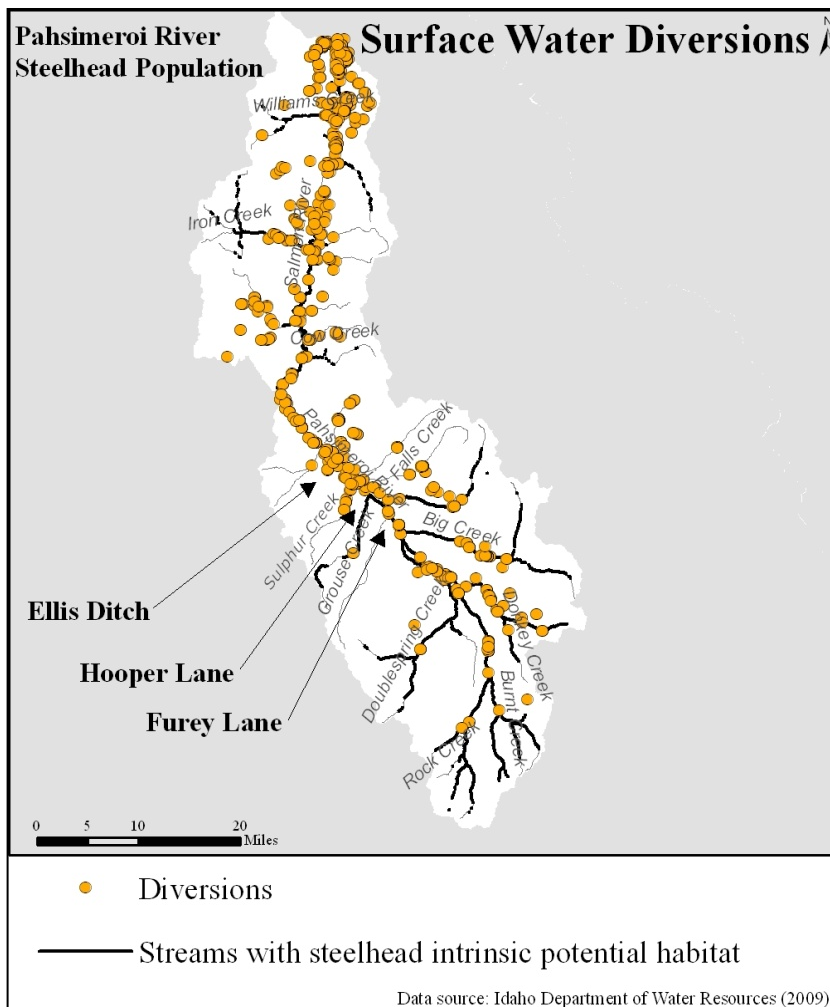 Pahsimeroi River
Steelhead Population
Surface Water Diversions
N
Williams Creek
Iron Creek
Salmon River
Cow Creek
Pahsimeroi River
Falls Creek
Big Creek
Sulphur Creek
Grouse Creek
Ellis Ditch
Hooper Lane
Furey Lane
Doublespring Creek
Donkey Creek
Burnt Creek
Rock Creek
0 5 10 20
Miles
Diversions
Streams with steelhead intrinsic potential habitat
Data source: Idaho Department of Water Resources (2009)